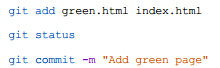 git add green.html index.html
git status
git commit -m "Add green page"